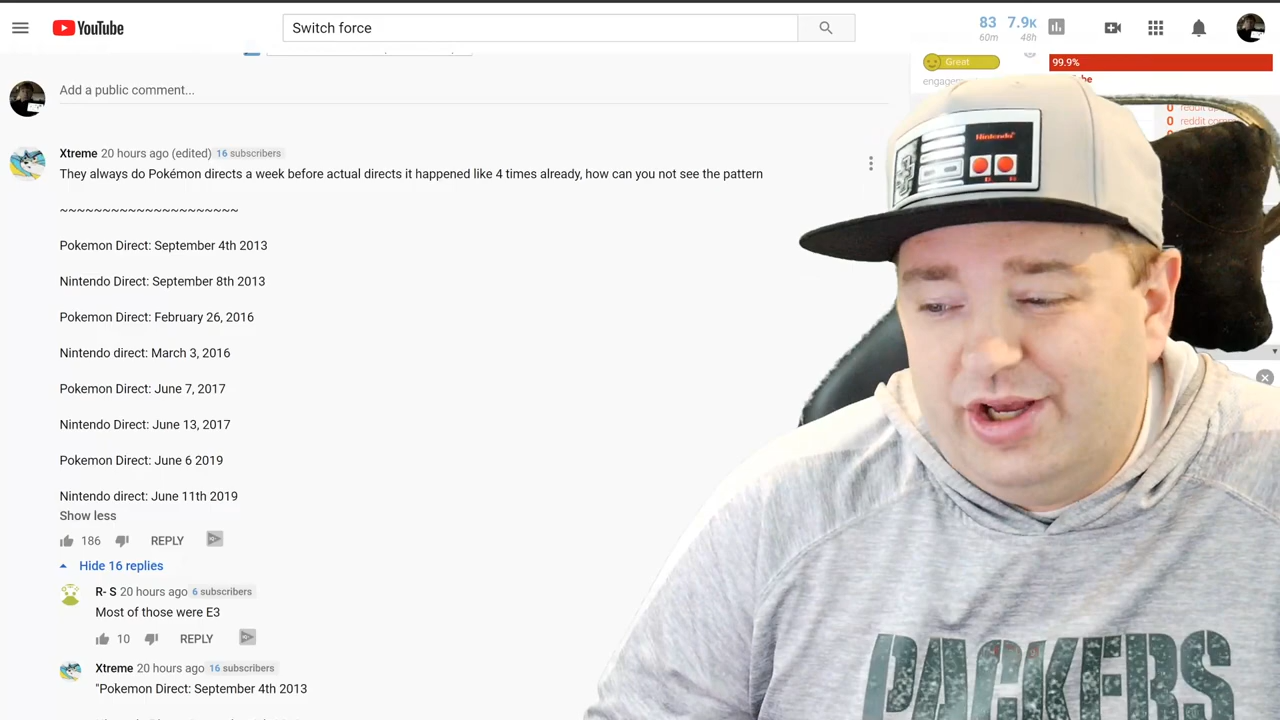 YouTube
Switch force
83 7.9K
60m 48h
Great
99.9%
Add a public comment...
Xtreme 20 hours ago (edited) 16 subscribers
They always do Pokémon directs a week before actual directs it happened like 4 times already, how can you not see the pattern
~~~~~~~~~~~~~~~~~~~~~
Pokemon Direct: September 4th 2013
Nintendo Direct: September 8th 2013
Pokemon Direct: February 26, 2016
Nintendo direct: March 3, 2016
Pokemon Direct: June 7, 2017
Nintendo Direct: June 13, 2017
Pokemon Direct: June 6 2019
Nintendo direct: June 11th 2019
Show less
186 REPLY
Hide 16 replies
R- S 20 hours ago 6 subscribers
Most of those were E3
10 REPLY
Xtreme 20 hours ago 16 subscribers
"Pokemon Direct: September 4th 2013
0 reddit
0 reddit
Nintendo
PACKERS